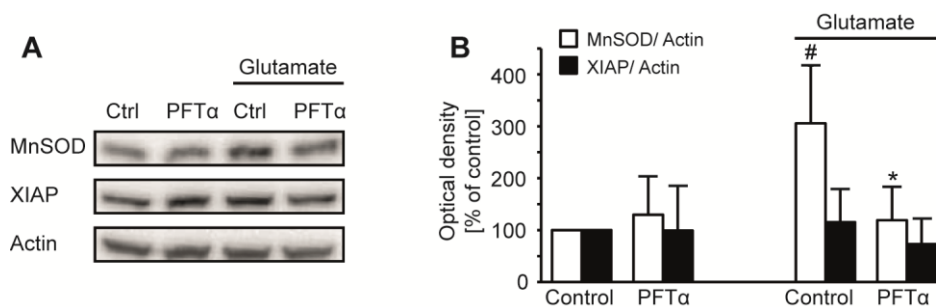 A
Glutamate
Ctrl PFTα Ctrl PFTα
MnSOD
XIAP
Actin
B
Glutamate
MnSOD/ Actin
XIAP/ Actin
#
*
Optical density
[% of control]
400
300
200
100
0
Control PFTα Control PFTα